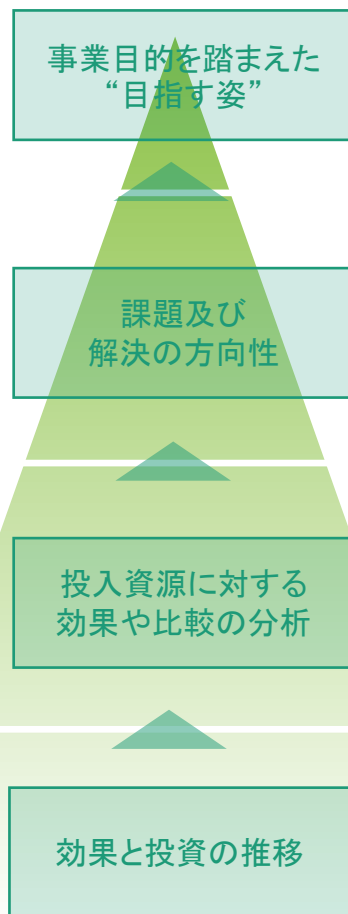 事業目的を踏まえた
“目指す姿”
課題及び
解決の方向性
投入資源に対する
効果や比較の分析
効果と投資の推移